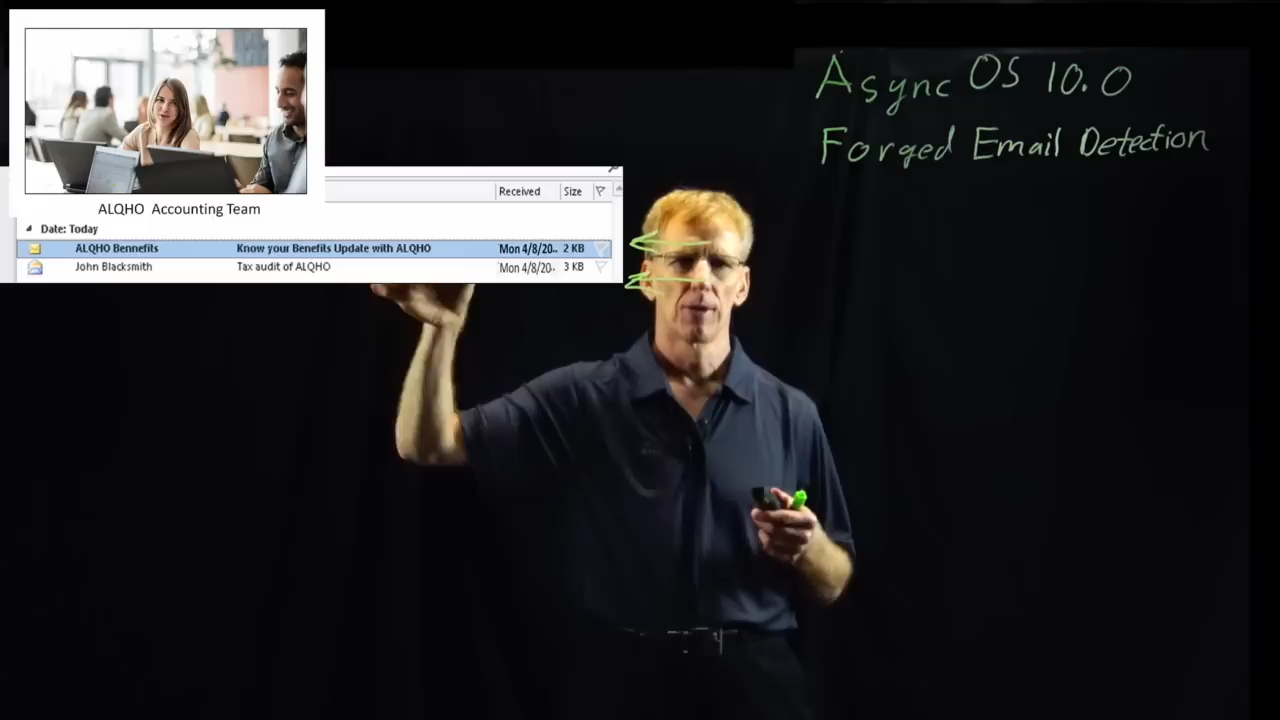 Async OS 10.0
Forged Email Detection
ALQHO Accounting Team
Received Size
Date: Today
ALQHO Bennefits Know your Benefits Update with ALQHO Mon 4/8/20.. 2 KB
John Blacksmith Tax audit of ALQHO Mon 4/8/20.. 3 KB